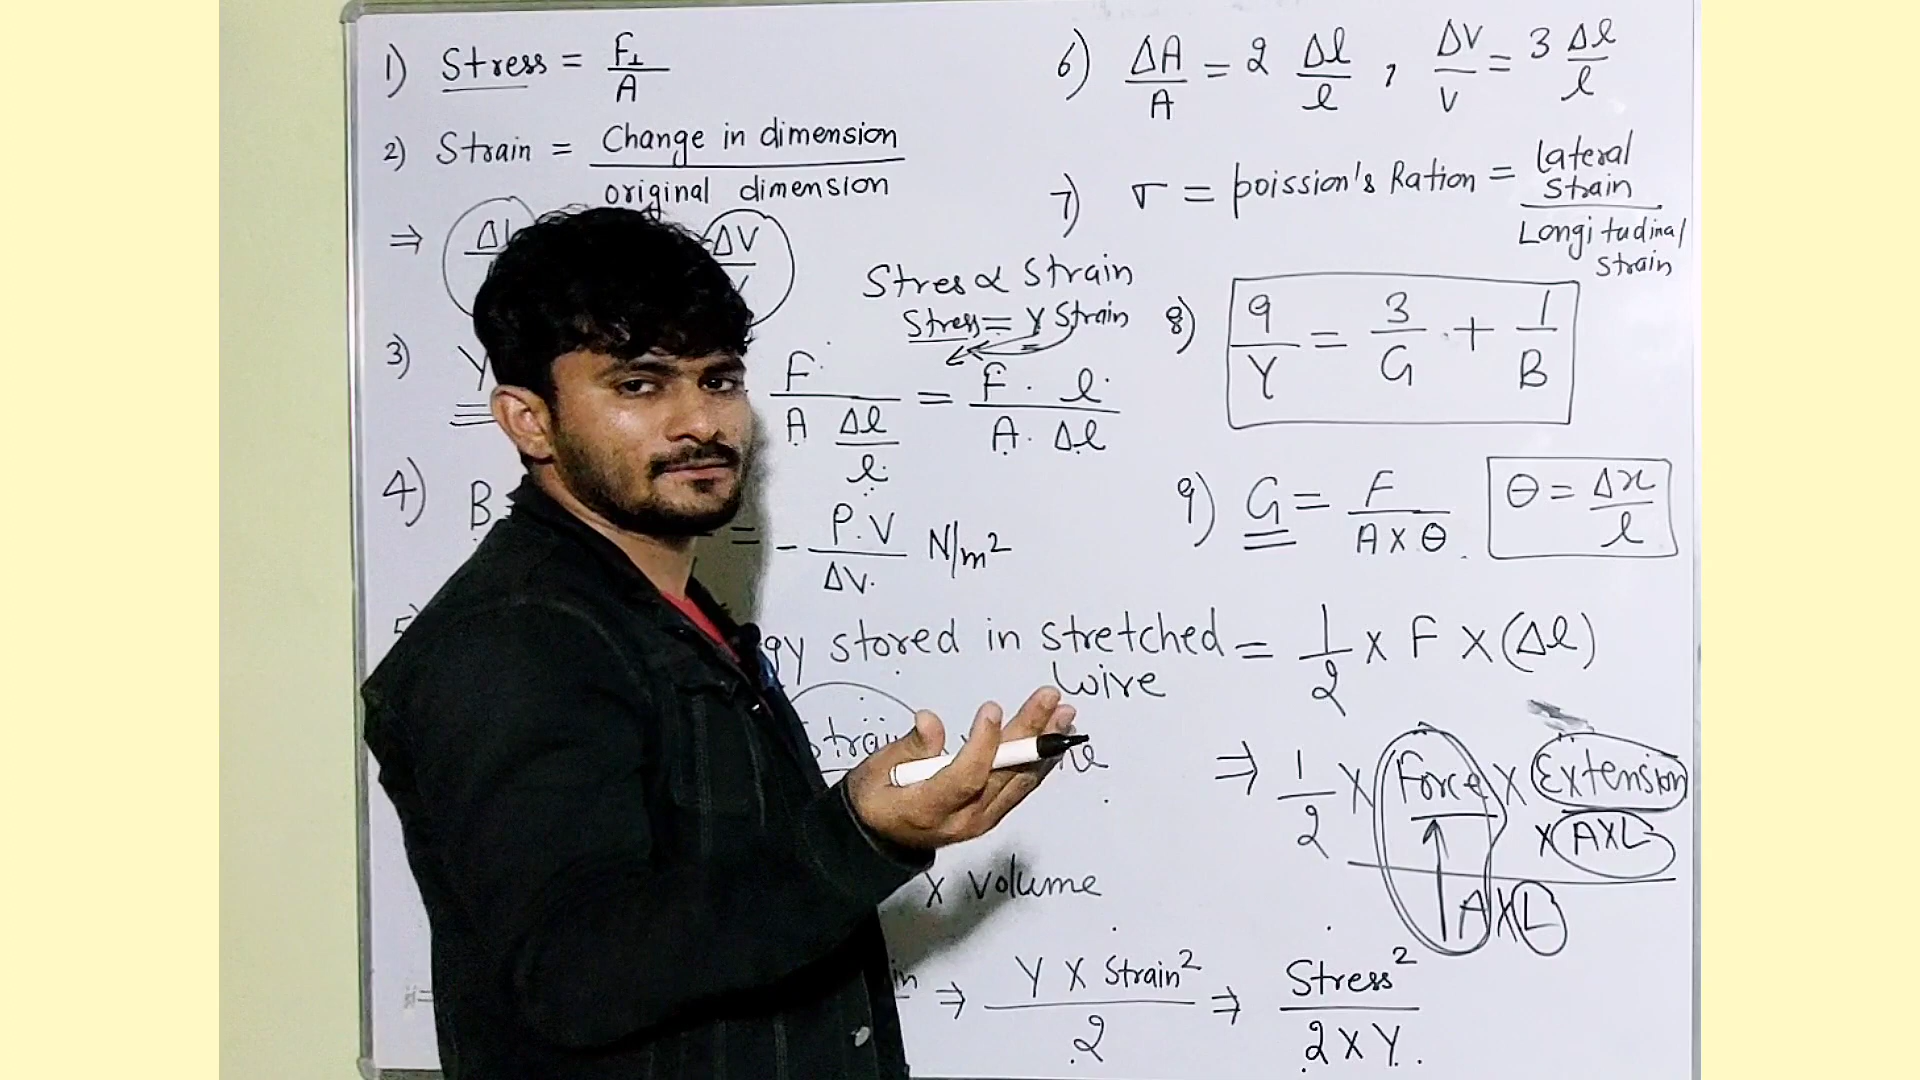 1) Stress = F⊥ / A
2) Strain = Change in dimension / original dimension
⇒ Δl ΔV
3) Y F / A Δl/l = F. l / A. Δl
Stres ∝ Strain
Stress = Y Strain
4) B = - P.V / ΔV. N/m²
gy stored in stretched wire = 1/2 × F × (Δl)
Strai
× volume
⇒ Y × Strain² / 2 ⇒ Stress² / 2 × Y.
6) ΔA/A = 2 Δl/l , ΔV/V = 3 Δl/l
7) σ = poission's Ration = lateral strain / Longitudinal strain
8) 9/Y = 3/G + 1/B
9) G = F / A × θ θ = Δx / l
⇒ 1/2 × Force × Extension × A×L
A×L